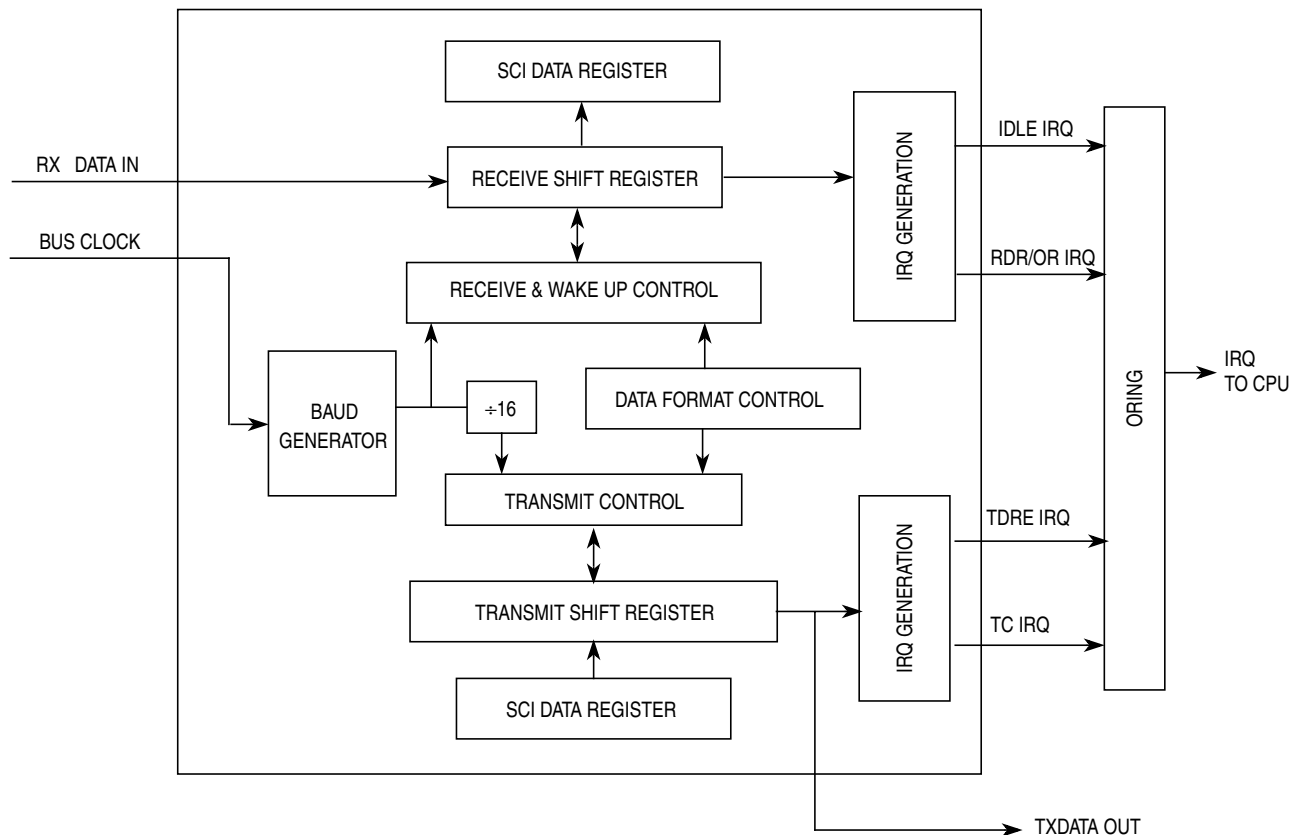 SCI DATA REGISTER
RX DATA IN
RECEIVE SHIFT REGISTER
IRQ GENERATION
IDLE IRQ
BUS CLOCK
RECEIVE & WAKE UP CONTROL
RDR/OR IRQ
BAUD
GENERATOR
÷16
DATA FORMAT CONTROL
ORING
IRQ
TO CPU
TRANSMIT CONTROL
TDRE IRQ
TRANSMIT SHIFT REGISTER
IRQ GENERATION
TC IRQ
SCI DATA REGISTER
TXDATA OUT